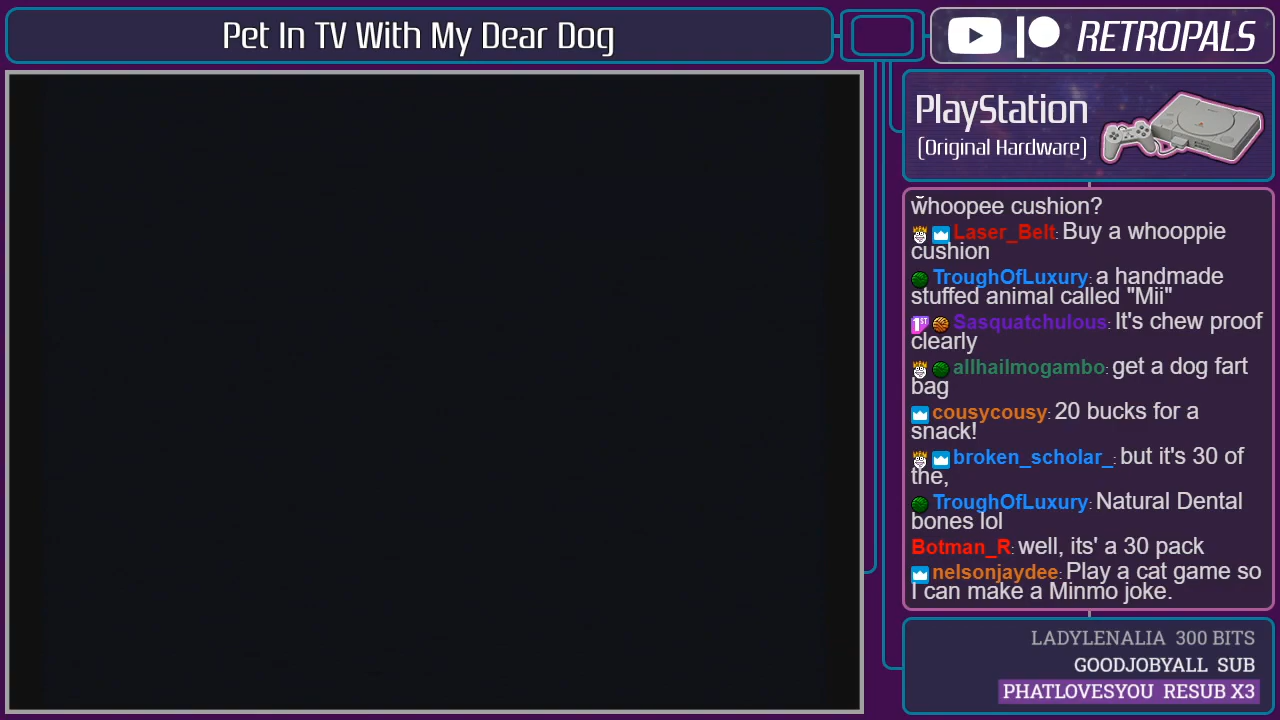 Pet In TV With My Dear Dog
RETROPALS
PlayStation
(Original Hardware)
whoopee cushion?
Laser_Belt: Buy a whooppie
cushion
TroughOfLuxury: a handmade
stuffed animal called "Mii"
1ST Sasquatchulous: It's chew proof
clearly
allhailmogambo: get a dog fart
bag
cousycousy: 20 bucks for a
snack!
broken_scholar_: but it's 30 of
the,
TroughOfLuxury: Natural Dental
bones lol
Botman_R: well, its' a 30 pack
nelsonjaydee: Play a cat game so
I can make a Minmo joke.
LADYLENALIA 300 BITS
GOODJOBYALL SUB
PHATLOVESYOU RESUB X3